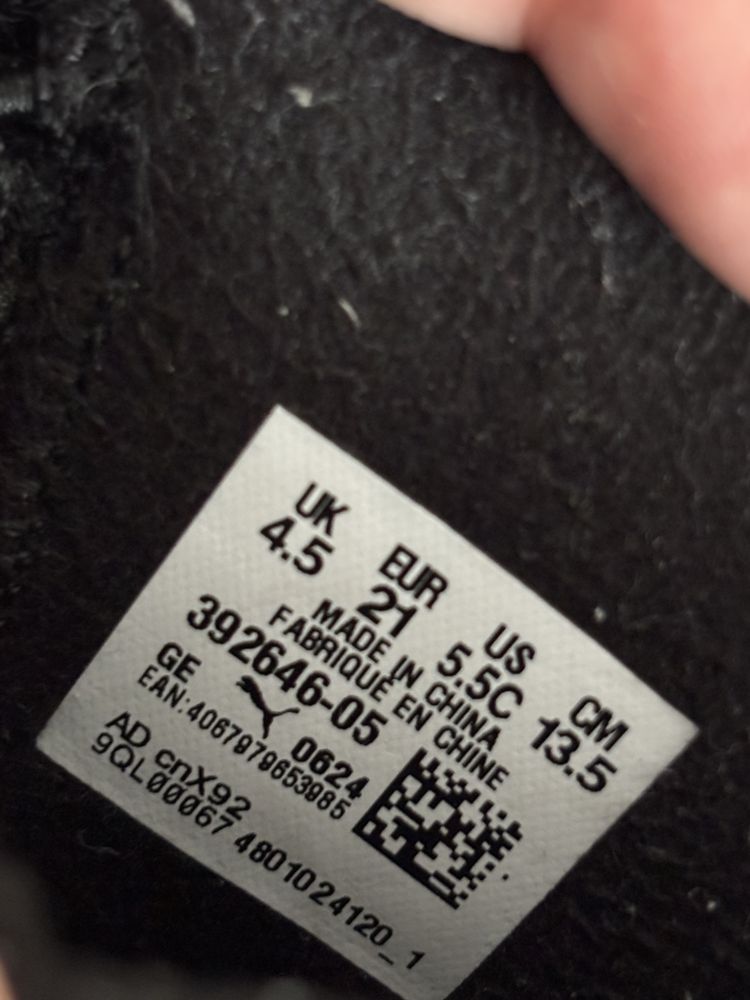 UK EUR US CM
4.5 21 5.5C 13.5
MADE IN CHINA
FABRIQUÉ EN CHINE
392646-05
GE 0624
EAN:4067979653985
AD cnX92
9QL00067 4801024120_1